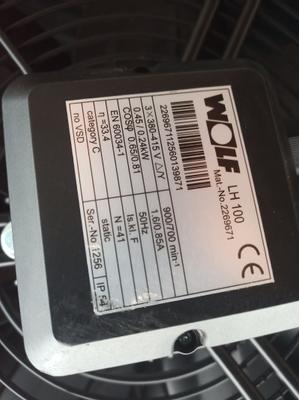 WOLF
LH 100
Mat.-No.2269671
CE
226967112560139871
3 × 380-415 V △/Y 900/700 min-1
0.45 / 0.24kW 1.6/0.85A
COSφ 0.65/0.81 50Hz
EN 60034-1 Is.kl. F
η =33.4 N =41
category C static
no VSD Ser.-No.1256 IP 54